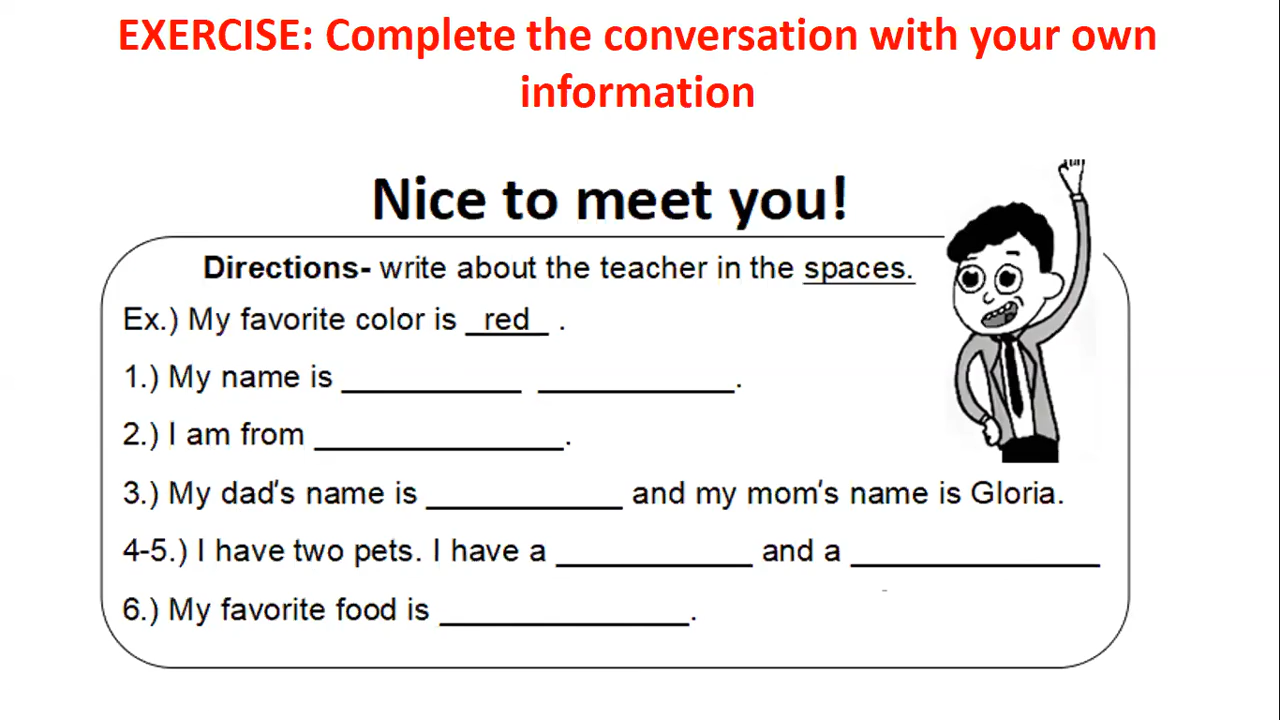 EXERCISE: Complete the conversation with your own
information
Nice to meet you!
Directions- write about the teacher in the spaces.
Ex.) My favorite color is __red__ .
1.) My name is ___________ ____________.
2.) I am from _______________.
3.) My dad's name is ____________ and my mom's name is Gloria.
4-5.) I have two pets. I have a ____________ and a _______________
6.) My favorite food is _______________.